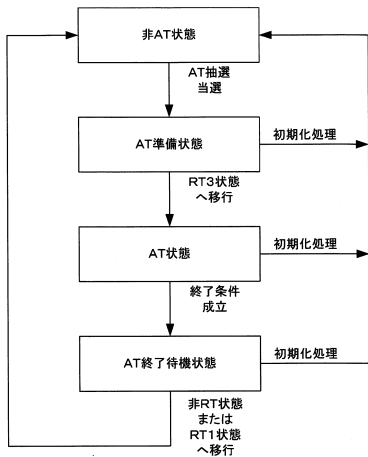 非AT状態
AT抽選
当選
AT準備状態
初期化処理
RT3状態
へ移行
AT状態
初期化処理
終了条件
成立
AT終了待機状態
初期化処理
非RT状態
または
RT1状態
へ移行